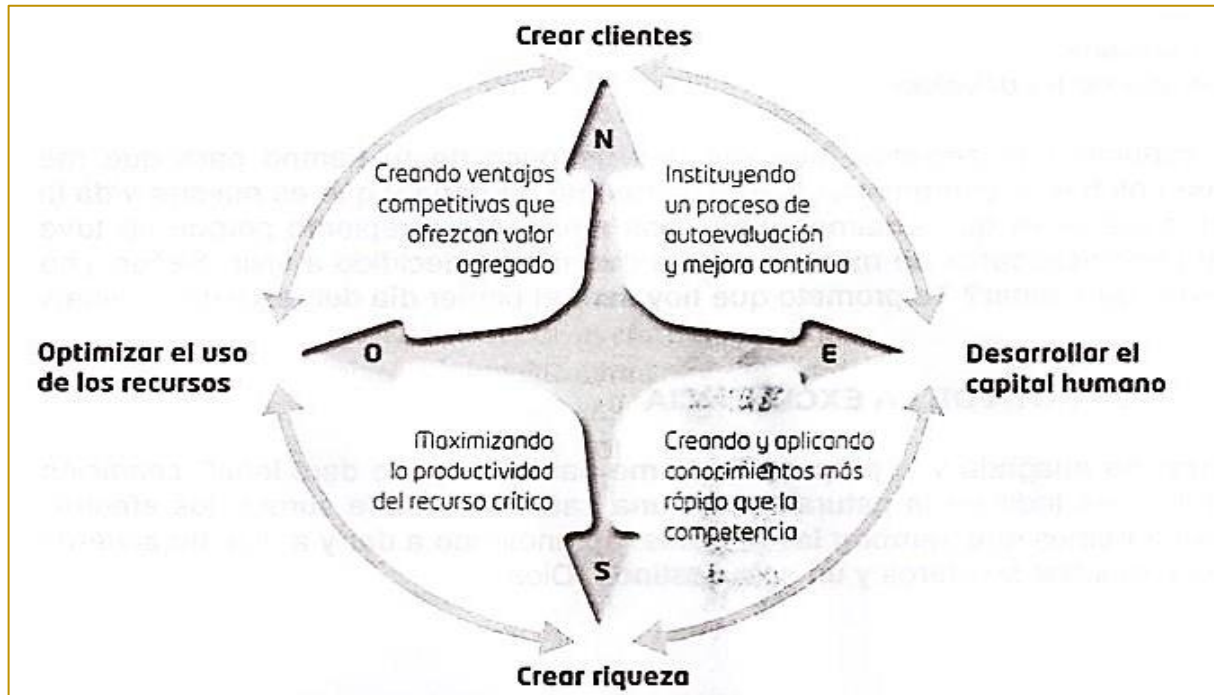 Crear clientes
N
Creando ventajas
competitivas que
ofrezcan valor
agregado
Instituyendo
un proceso de
autoevaluación
y mejora continua
Optimizar el uso
de los recursos
O
E
Desarrollar el
capital humano
Maximizando
la productividad
del recurso crítico
Creando y aplicando
conocimientos más
rápido que la
competencia
S
Crear riqueza